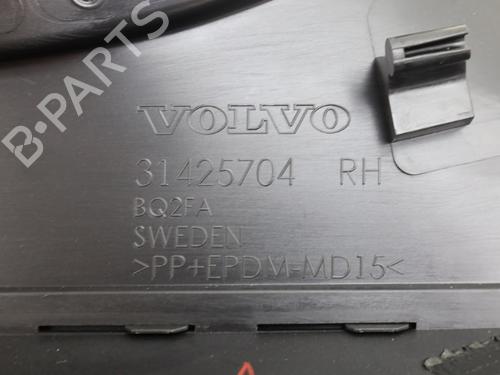 VOLVO
31425704 RH
BQ2FA
SWEDEN
>PP+EPDM-MD15<
B-PARTS